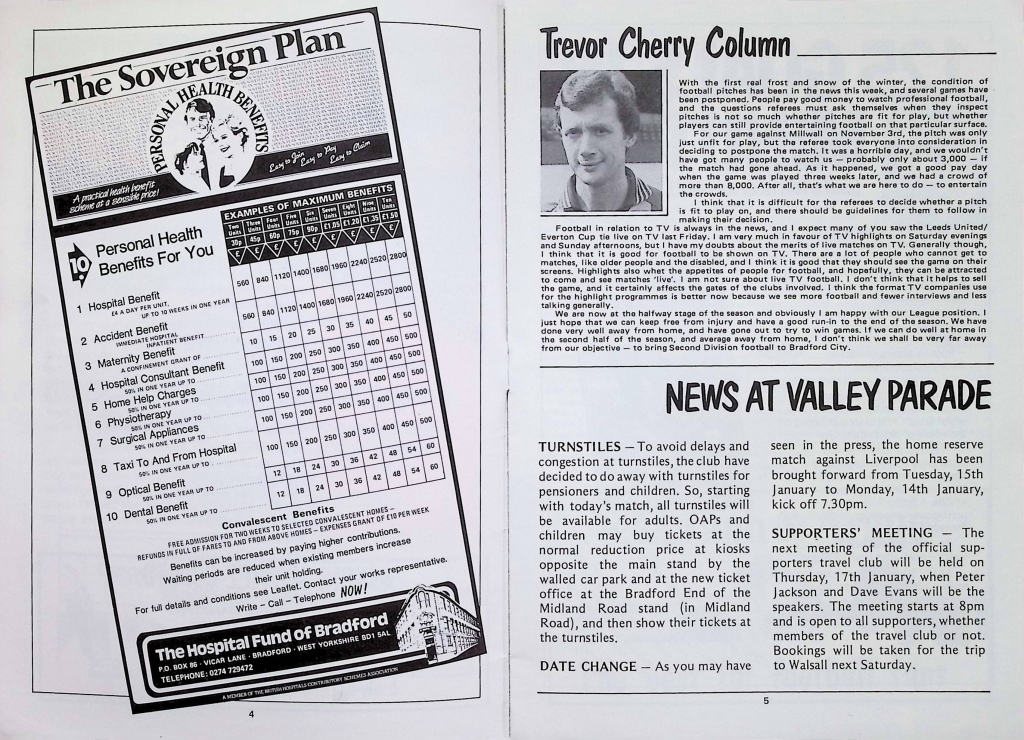 The Sovereign Plan
PERSONAL HEALTH BENEFITS
Easy to Join
Easy to Pay
Easy to Claim
A practical health benefit
scheme at a sensible price!
10
Personal Health
Benefits For You
EXAMPLES OF MAXIMUM BENEFITS
Two Units Three Units Four Units Five Units Six Units Seven Units Eight Units Nine Units Ten Units
30p 45p 60p 75p 90p £1.05 £1.20 £1.35 £1.50
£ £ £ £ £ £ £ £ £
1 Hospital Benefit
£4 A DAY PER UNIT,
UP TO 10 WEEKS IN ONE YEAR
560 840 1120 1400 1680 1960 2240 2520 2800
2 Accident Benefit
IMMEDIATE HOSPITAL
INPATIENT BENEFIT
560 840 1120 1400 1680 1960 2240 2520 2800
3 Maternity Benefit
A CONFINEMENT GRANT OF
10 15 20 25 30 35 40 45 50
4 Hospital Consultant Benefit
50% IN ONE YEAR UP TO
100 150 200 250 300 350 400 450 500
5 Home Help Charges
50% IN ONE YEAR UP TO
100 150 200 250 300 350 400 450 500
6 Physiotherapy
50% IN ONE YEAR UP TO
100 150 200 250 300 350 400 450 500
7 Surgical Appliances
50% IN ONE YEAR UP TO
100 150 200 250 300 350 400 450 500
8 Taxi To And From Hospital
50% IN ONE YEAR UP TO
100 150 200 250 300 350 400 450 500
9 Optical Benefit
50% IN ONE YEAR UP TO
12 18 24 30 36 42 48 54 60
10 Dental Benefit
50% IN ONE YEAR UP TO
12 18 24 30 36 42 48 54 60
Convalescent Benefits
FREE ADMISSION FOR TWO WEEKS TO SELECTED CONVALESCENT HOMES –
REFUNDS IN FULL OF FARES TO AND FROM ABOVE HOMES – EXPENSES GRANT OF £10 PER WEEK
Benefits can be increased by paying higher contributions.
Waiting periods are reduced when existing members increase
their unit holding.
For full details and conditions see Leaflet. Contact your works representative.
Write – Call – Telephone NOW!
The Hospital Fund of Bradford
P.O. BOX 86 · VICAR LANE · BRADFORD · WEST YORKSHIRE BD1 5AL
TELEPHONE: 0274 729472
A MEMBER OF THE BRITISH HOSPITALS CONTRIBUTORY SCHEMES ASSOCIATION
4
Trevor Cherry Column
With the first real frost and snow of the winter, the condition of
football pitches has been in the news this week, and several games have
been postponed. People pay good money to watch professional football,
and the questions referees must ask themselves when they inspect
pitches is not so much whether pitches are fit for play, but whether
players can still provide entertaining football on that particular surface.
For our game against Millwall on November 3rd, the pitch was only
just unfit for play, but the referee took everyone into consideration in
deciding to postpone the match. It was a horrible day, and we wouldn't
have got many people to watch us — probably only about 3,000 — if
the match had gone ahead. As it happened, we got a good pay day
when the game was played three weeks later, and we had a crowd of
more than 8,000. After all, that's what we are here to do — to entertain
the crowds.
I think that it is difficult for the referees to decide whether a pitch
is fit to play on, and there should be guidelines for them to follow in
making their decision.
Football in relation to TV is always in the news, and I expect many of you saw the Leeds United/
Everton Cup tie live on TV last Friday. I am very much in favour of TV highlights on Saturday evenings
and Sunday afternoons, but I have my doubts about the merits of live matches on TV. Generally though,
I think that it is good for football to be shown on TV. There are a lot of people who cannot get to
matches, like older people and the disabled, and I think it is good that they should see the game on their
screens. Highlights also whet the appetites of people for football, and hopefully, they can be attracted
to come and see matches 'live'. I am not sure about live TV football. I don't think that it helps to sell
the game, and it certainly affects the gates of the clubs involved. I think the format TV companies use
for the highlight programmes is better now because we see more football and fewer interviews and less
talking generally.
We are now at the halfway stage of the season and obviously I am happy with our League position. I
just hope that we can keep free from injury and have a good run-in to the end of the season. We have
done very well away from home, and have gone out to try to win games. If we can do well at home in
the second half of the season, and average away from home, I don't think we shall be very far away
from our objective — to bring Second Division football to Bradford City.
NEWS AT VALLEY PARADE
TURNSTILES — To avoid delays and
congestion at turnstiles, the club have
decided to do away with turnstiles for
pensioners and children. So, starting
with today's match, all turnstiles will
be available for adults. OAPs and
children may buy tickets at the
normal reduction price at kiosks
opposite the main stand by the
walled car park and at the new ticket
office at the Bradford End of the
Midland Road stand (in Midland
Road), and then show their tickets at
the turnstiles.
DATE CHANGE — As you may have
seen in the press, the home reserve
match against Liverpool has been
brought forward from Tuesday, 15th
January to Monday, 14th January,
kick off 7.30pm.
SUPPORTERS' MEETING — The
next meeting of the official sup-
porters travel club will be held on
Thursday, 17th January, when Peter
Jackson and Dave Evans will be the
speakers. The meeting starts at 8pm
and is open to all supporters, whether
members of the travel club or not.
Bookings will be taken for the trip
to Walsall next Saturday.
5